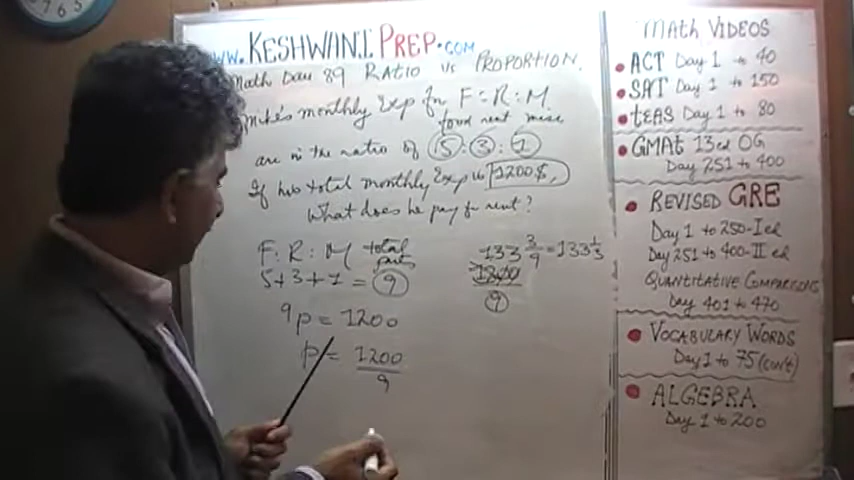 www.KESHWANI PREP.COM
Math Day 89 RATIO vs PROPORTION.
Mike's monthly Exp for F:R:M.
food rent misc
are in the ratio of 5:3:1
If his total monthly Exp is 1200$,
What does he pay for rent?
F: R: M total
parts
5+3+1 = 9
9p = 1200
p = 1200
9
133 3/9 = 133 1/3
1200
9
MATH VIDEOS
ACT Day 1 to 40
SAT Day 1 to 150
tEAS Day 1 to 80
GMAt 13ed OG
Day 251 to 400
REVISED GRE
Day 1 to 250-I ed
Day 251 to 400-II ed
QUANTITATIVE COMPARISONS
Day 401 to 470
VOCABULARY WORDS
Day 1 to 75 (con't)
ALGEBRA
Day 1 to 200
7 6 5